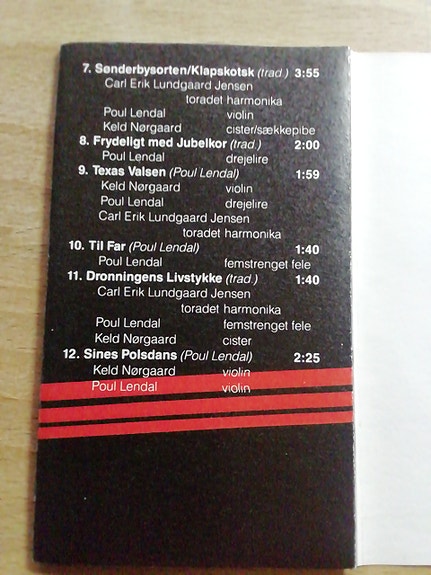 7. Sønderbysorten/Klapskotsk (trad.) 3:55
Carl Erik Lundgaard Jensen
toradet harmonika
Poul Lendal violin
Keld Nørgaard cister/sækkepibe
8. Frydeligt med Jubelkor (trad.) 2:00
Poul Lendal drejelire
9. Texas Valsen (Poul Lendal) 1:59
Keld Nørgaard violin
Poul Lendal drejelire
Carl Erik Lundgaard Jensen
toradet harmonika
10. Til Far (Poul Lendal) 1:40
Poul Lendal femstrenget fele
11. Dronningens Livstykke (trad.) 1:40
Carl Erik Lundgaard Jensen
toradet harmonika
Poul Lendal femstrenget fele
Keld Nørgaard cister
12. Sines Polsdans (Poul Lendal) 2:25
Keld Nørgaard violin
Poul Lendal violin